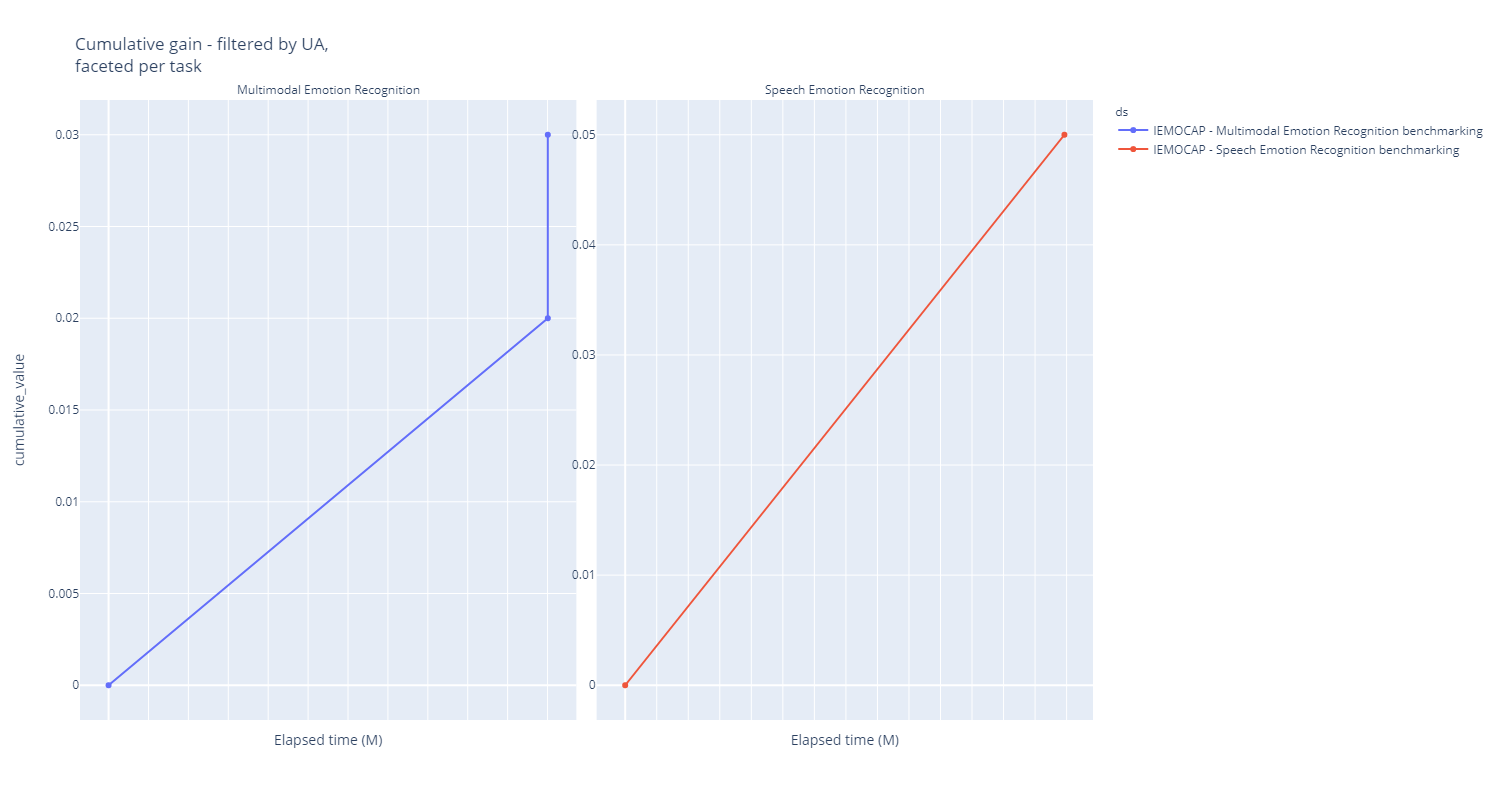 Cumulative gain - filtered by UA,
faceted per task
Multimodal Emotion Recognition
Speech Emotion Recognition
ds
IEMOCAP - Multimodal Emotion Recognition benchmarking
IEMOCAP - Speech Emotion Recognition benchmarking
cumulative_value
0.03
0.025
0.02
0.015
0.01
0.005
0
0.05
0.04
0.03
0.02
0.01
0
Elapsed time (M)
Elapsed time (M)